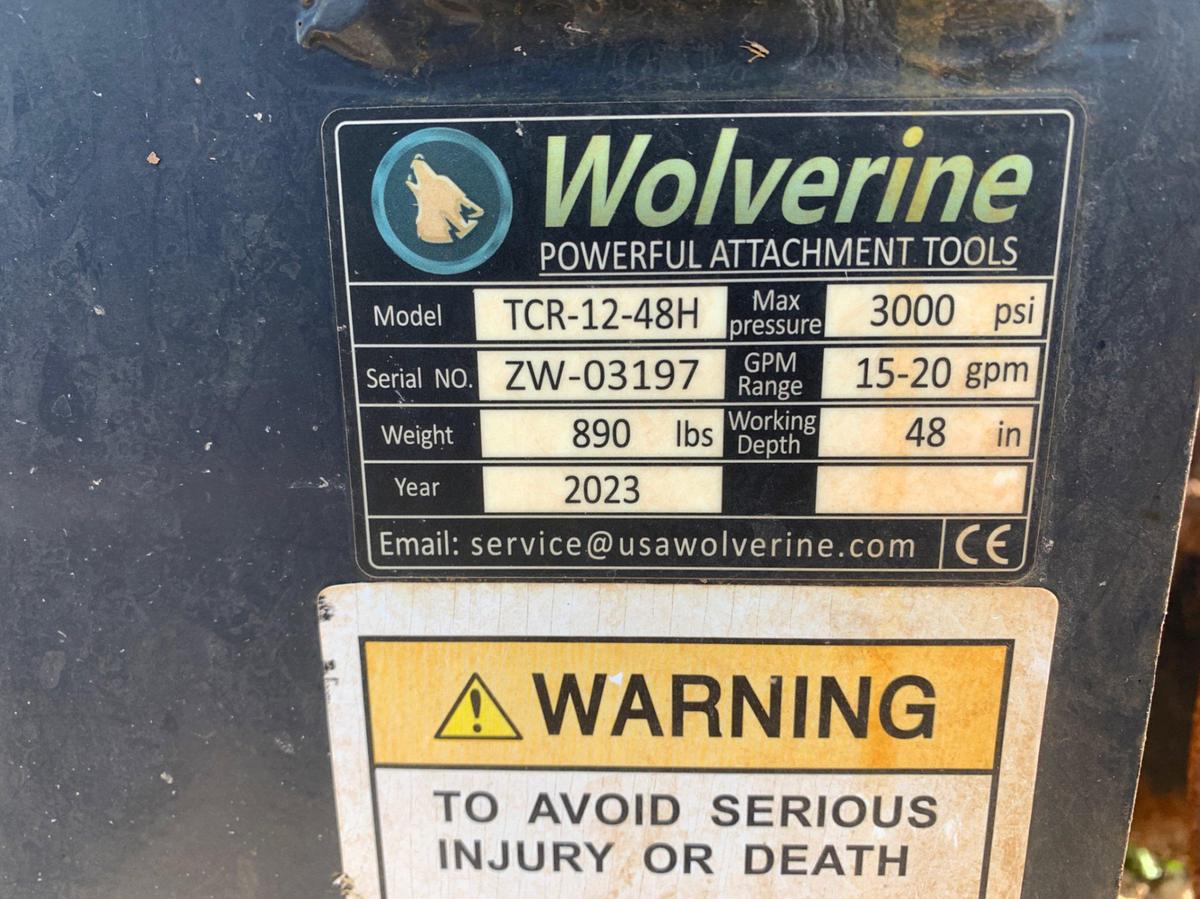 Wolverine
POWERFUL ATTACHMENT TOOLS
Model TCR-12-48H Max pressure 3000 psi
Serial NO. ZW-03197 GPM Range 15-20 gpm
Weight 890 lbs Working Depth 48 in
Year 2023
Email: service@usawolverine.com CE
WARNING
TO AVOID SERIOUS
INJURY OR DEATH